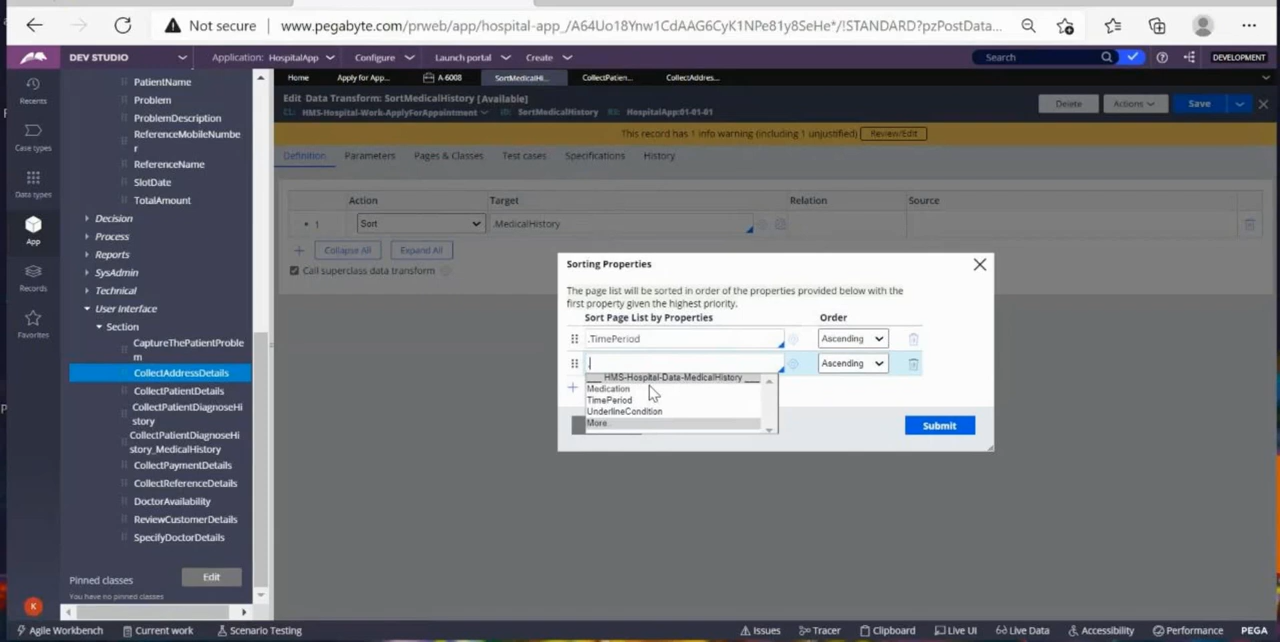 Not secure
www.pegabyte.com/prweb/app/hospital-app_/A64Uo18Ynw1CdAAG6CyK1NPe81y8SeHe*/!STANDARD?pzPostData...
DEV STUDIO
Application: HospitalApp
Configure
Launch portal
Create
Search
DEVELOPMENT
Recents
Case types
Data types
App
Records
Favorites
K
PatientName
Problem
ProblemDescription
ReferenceMobileNumbe
r
ReferenceName
SlotDate
TotalAmount
Decision
Process
Reports
SysAdmin
Technical
User Interface
Section
CaptureThePatientProble
m
CollectAddressDetails
CollectPatientDetails
CollectPatientDiagnoseHi
story
CollectPatientDiagnoseHi
story_MedicalHistory
CollectPaymentDetails
CollectReferenceDetails
DoctorAvailability
ReviewCustomerDetails
SpecifyDoctorDetails
Pinned classes
Edit
You have no pinned classes
Home
Apply for App...
A-6008
SortMedicalHi...
CollectPatien...
CollectAddres...
Edit Data Transform: SortMedicalHistory [Available]
CL: HMS-Hospital-Work-ApplyForAppointment
ID: SortMedicalHistory
RS: HospitalApp:01-01-01
Delete
Actions
Save
This record has 1 info warning (including 1 unjustified)
Review/Edit
Definition
Parameters
Pages & Classes
Test cases
Specifications
History
Action
Target
Relation
Source
1
Sort
.MedicalHistory
Collapse All
Expand All
Call superclass data transform
Sorting Properties
The page list will be sorted in order of the properties provided below with the
first property given the highest priority.
Sort Page List by Properties
Order
.TimePeriod
Ascending
.
Ascending
HMS-Hospital-Data-MedicalHistory
Medication
TimePeriod
UnderlineCondition
More...
Submit
Agile Workbench
Current work
Scenario Testing
Issues
Tracer
Clipboard
Live UI
Live Data
Accessibility
Performance
PEGA